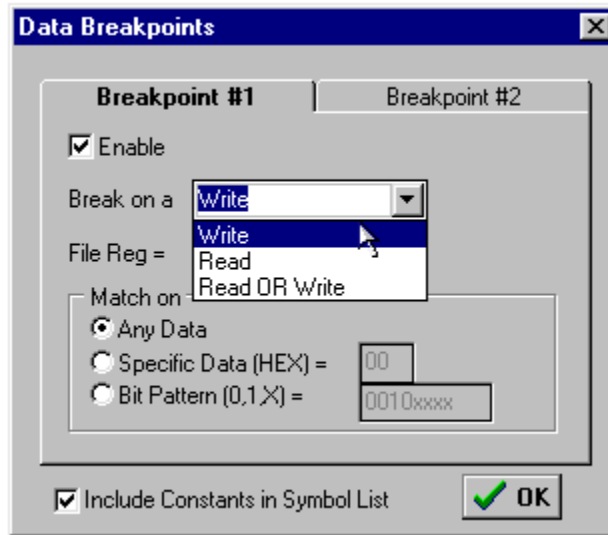 Data Breakpoints
Breakpoint #1 Breakpoint #2
Enable
Break on a Write
Write
File Reg =
Read
Read OR Write
Match on
Any Data
Specific Data (HEX) = 00
Bit Pattern (0,1,X) = 0010xxxx
Include Constants in Symbol List OK